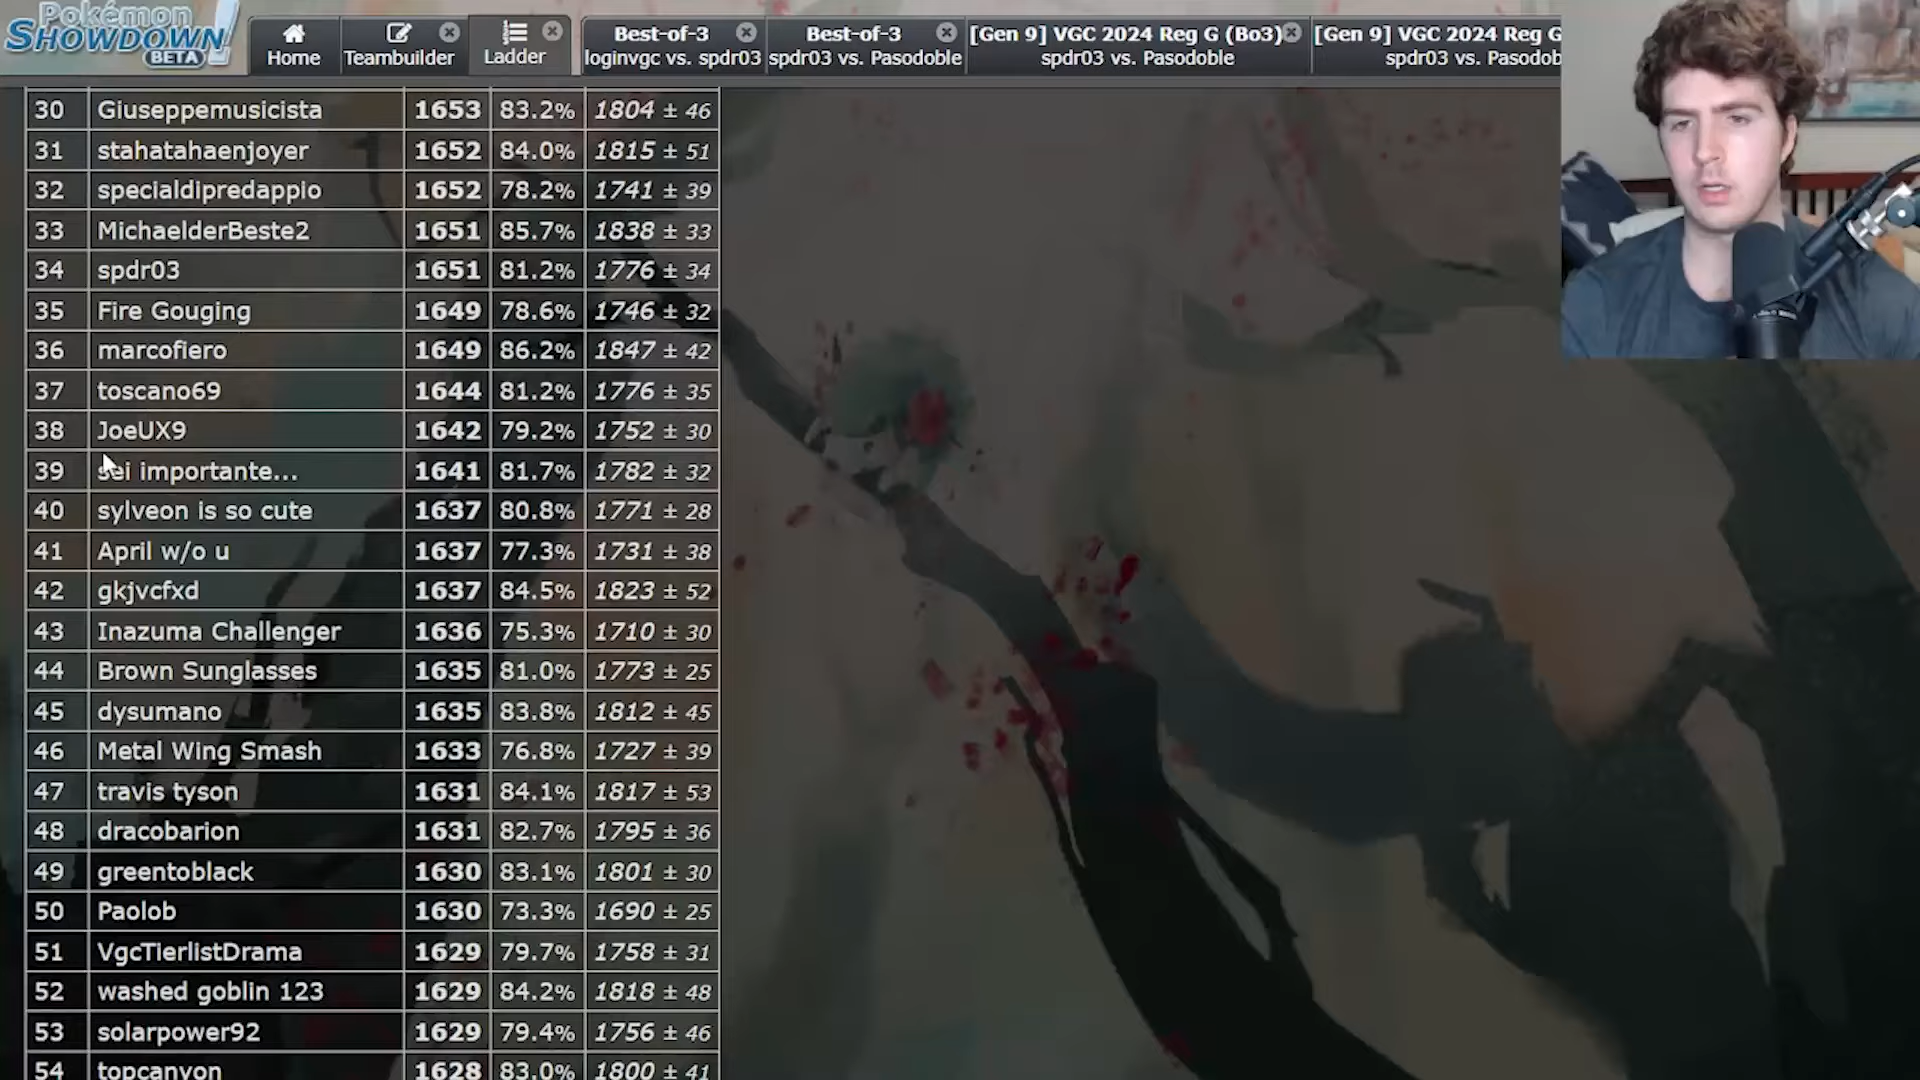 Pokémon
SHOWDOWN!
BETA
Home
Teambuilder
Ladder
Best-of-3
loginvgc vs. spdr03
Best-of-3
spdr03 vs. Pasodoble
[Gen 9] VGC 2024 Reg G (Bo3)
spdr03 vs. Pasodoble
[Gen 9] VGC 2024 Reg G
spdr03 vs. Pasodob
30 Giuseppemusicista 1653 83.2% 1804 ± 46
31 stahatahaenjoyer 1652 84.0% 1815 ± 51
32 specialdipredappio 1652 78.2% 1741 ± 39
33 MichaelderBeste2 1651 85.7% 1838 ± 33
34 spdr03 1651 81.2% 1776 ± 34
35 Fire Gouging 1649 78.6% 1746 ± 32
36 marcofiero 1649 86.2% 1847 ± 42
37 toscano69 1644 81.2% 1776 ± 35
38 JoeUX9 1642 79.2% 1752 ± 30
39 sei importante... 1641 81.7% 1782 ± 32
40 sylveon is so cute 1637 80.8% 1771 ± 28
41 April w/o u 1637 77.3% 1731 ± 38
42 gkjvcfxd 1637 84.5% 1823 ± 52
43 Inazuma Challenger 1636 75.3% 1710 ± 30
44 Brown Sunglasses 1635 81.0% 1773 ± 25
45 dysumano 1635 83.8% 1812 ± 45
46 Metal Wing Smash 1633 76.8% 1727 ± 39
47 travis tyson 1631 84.1% 1817 ± 53
48 dracobarion 1631 82.7% 1795 ± 36
49 greentoblack 1630 83.1% 1801 ± 30
50 Paolob 1630 73.3% 1690 ± 25
51 VgcTierlistDrama 1629 79.7% 1758 ± 31
52 washed goblin 123 1629 84.2% 1818 ± 48
53 solarpower92 1629 79.4% 1756 ± 46
54 topcanyon 1628 83.0% 1800 ± 41